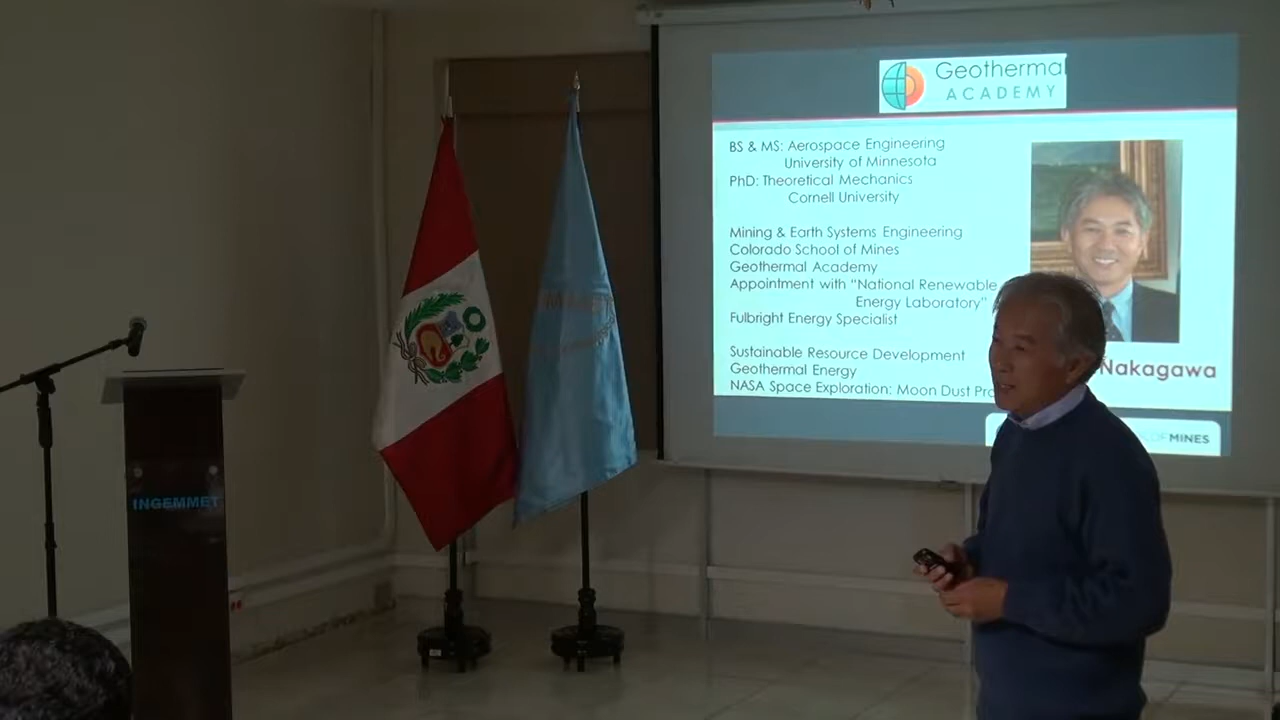 Geothermal
ACADEMY
BS & MS: Aerospace Engineering
University of Minnesota
PhD: Theoretical Mechanics
Cornell University
Mining & Earth Systems Engineering
Colorado School of Mines
Geothermal Academy
Appointment with “National Renewable
Energy Laboratory”
Fulbright Energy Specialist
Sustainable Resource Development
Geothermal Energy
NASA Space Exploration: Moon Dust
Nakagawa
OFMINES
INGEMMET